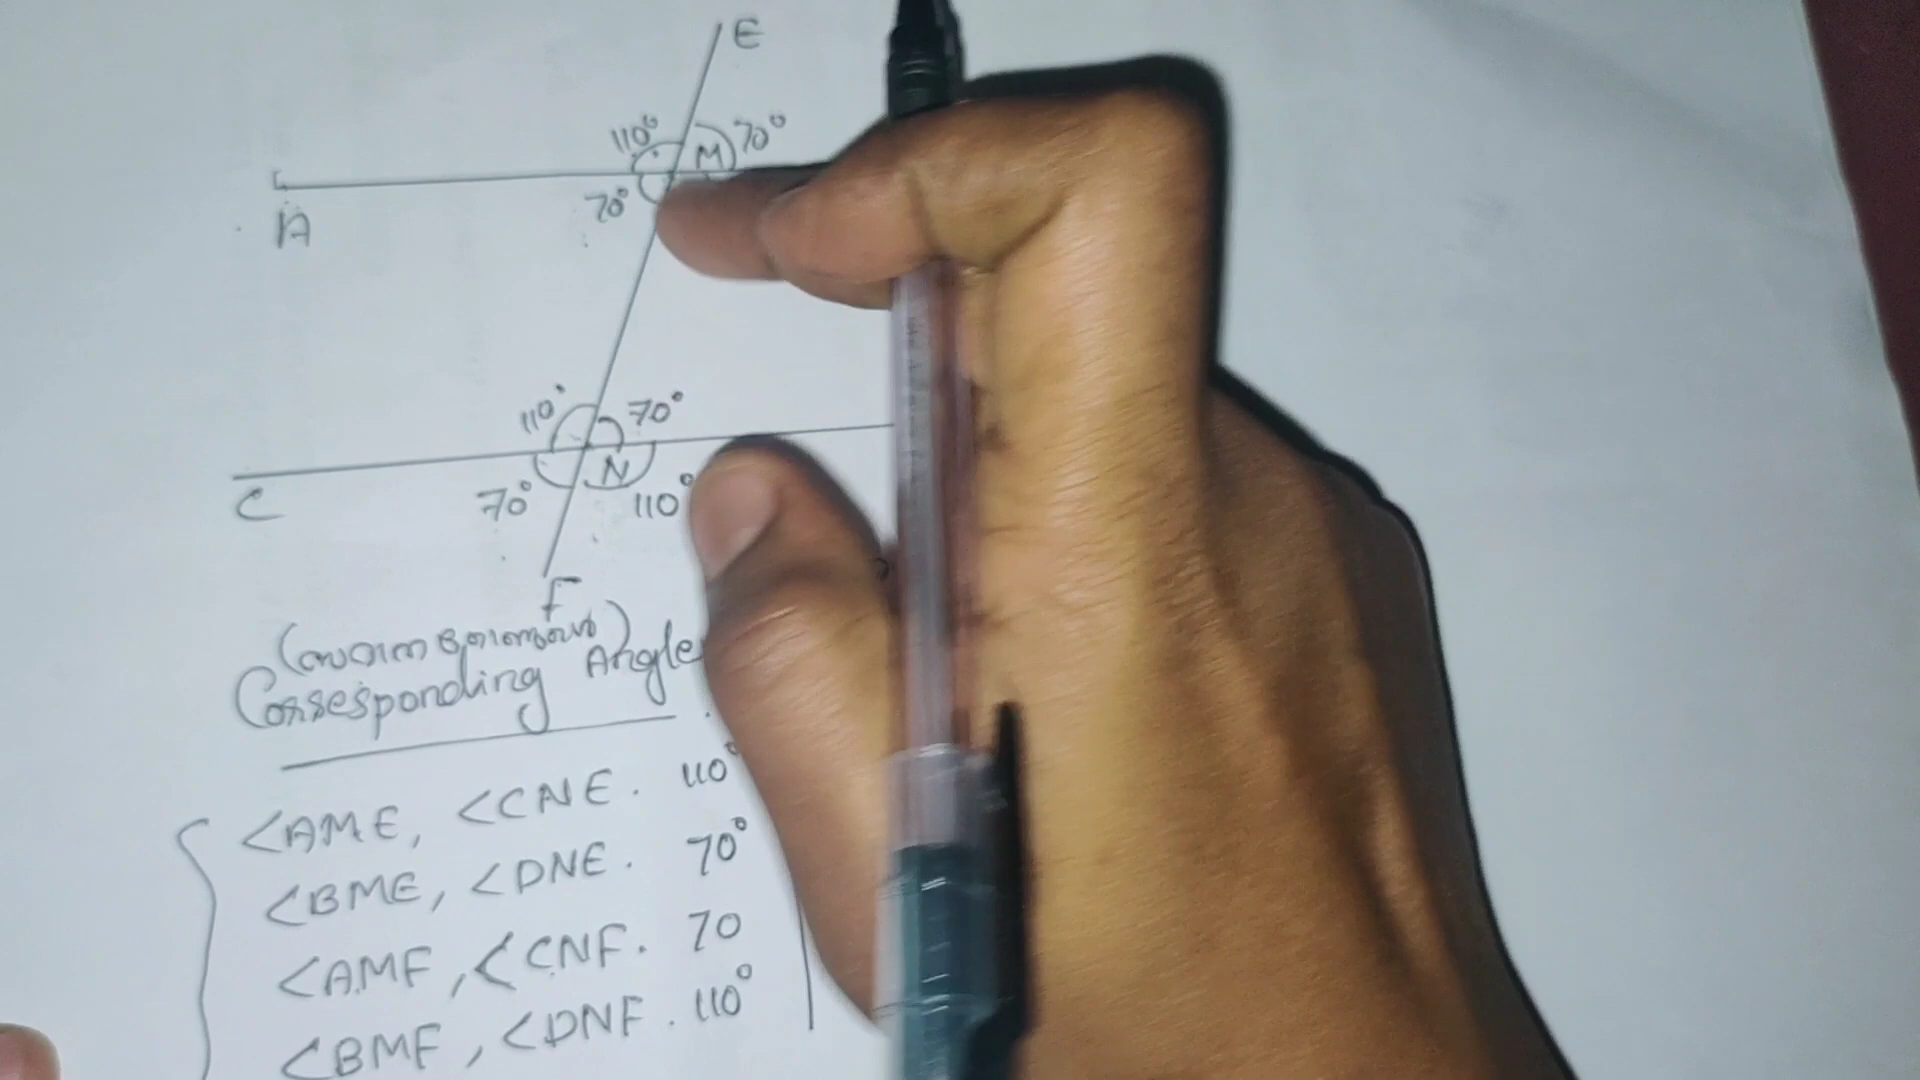 E
110° 70°
M
70°
A
110° 70°
C
N
70° 110°
F
Corresponding Angle
<AME, <CNE. 110°
<BME, <DNE. 70°
<AMF, <CNF. 70
<BMF, <DNF. 110°